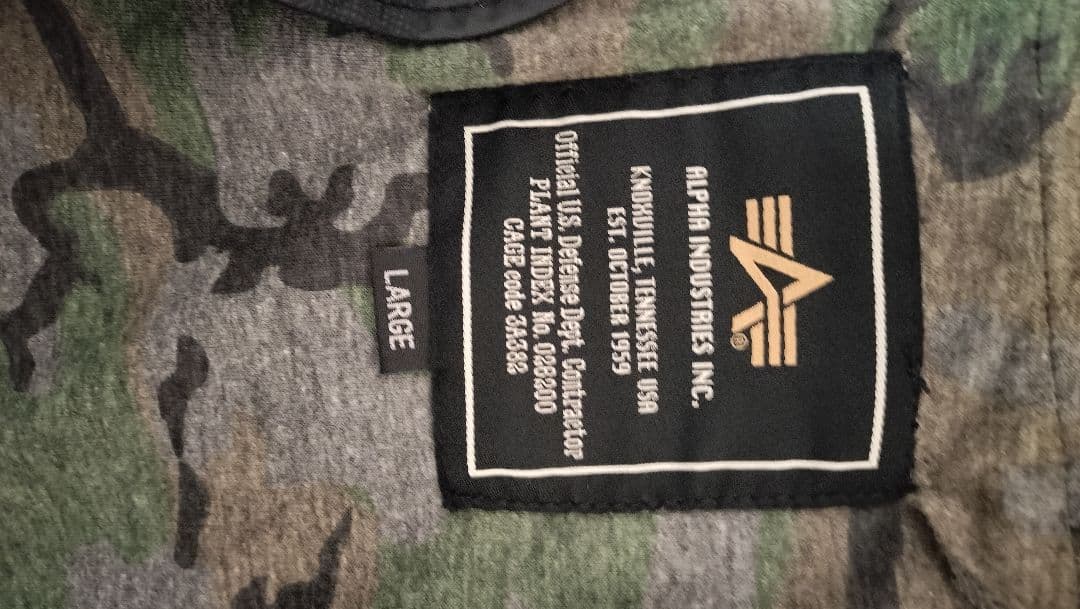 ®
ALPHA INDUSTRIES INC.
KNOXVILLE, TENNESSEE USA
EST. OCTOBER 1959
Official U.S. Defense Dept. Contractor
PLANT INDEX No. 02B200
CAGE code 3A382
LARGE